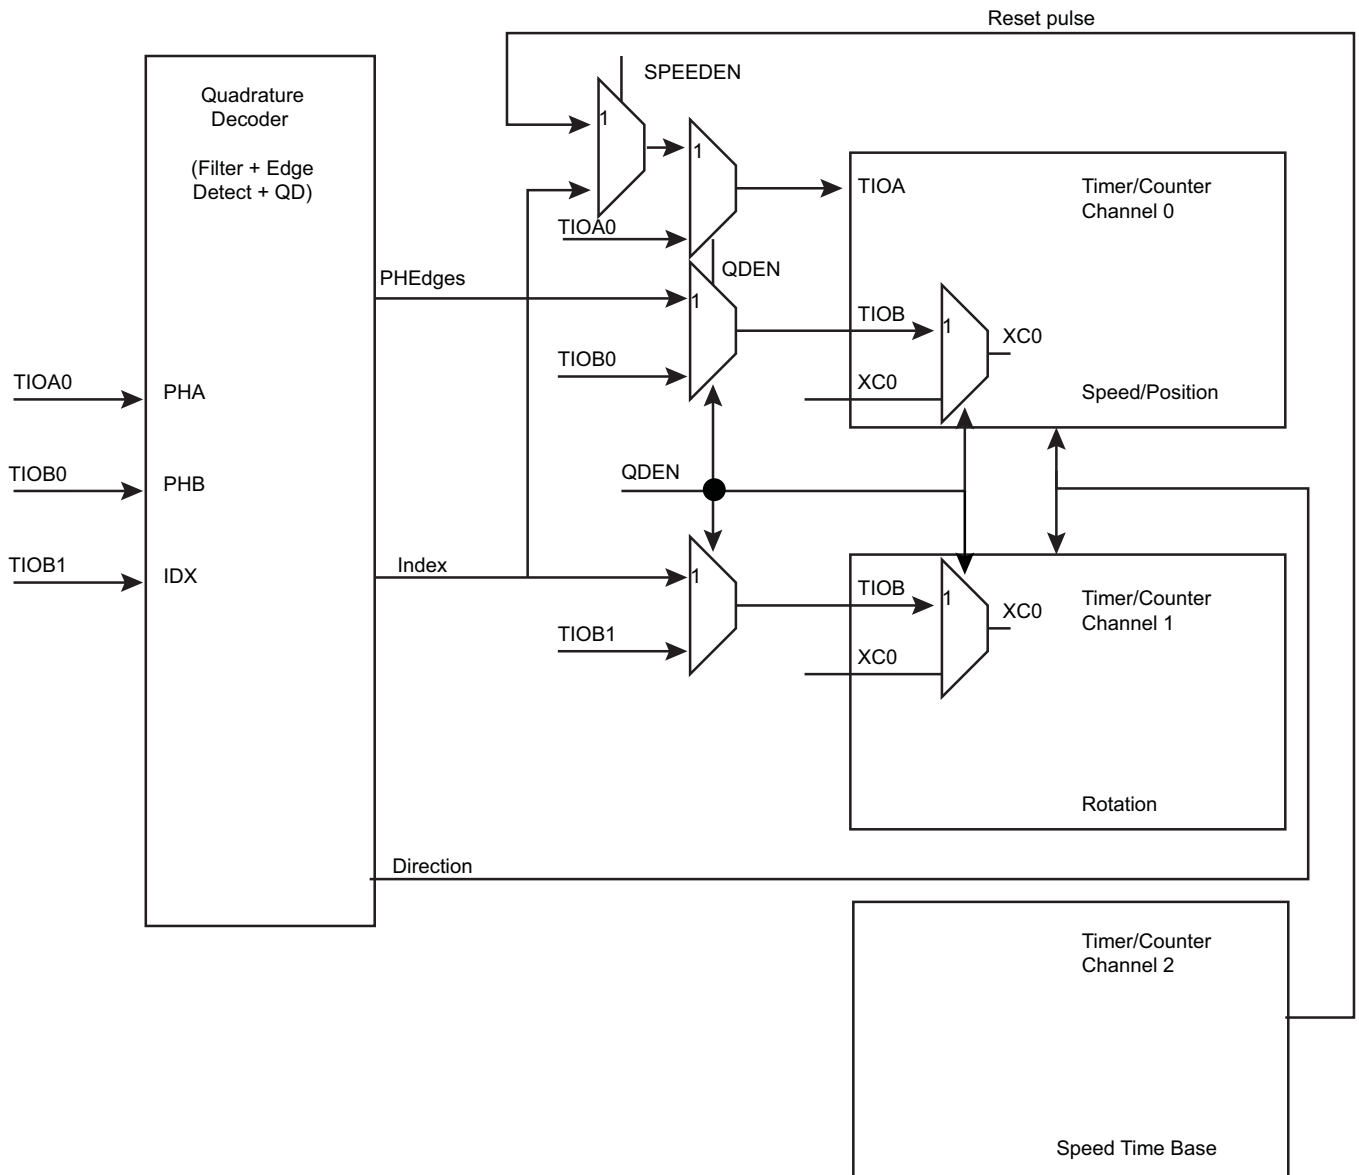 Reset pulse
SPEEDEN
Quadrature
Decoder
(Filter + Edge
Detect + QD)
1
1
TIOA
Timer/Counter
Channel 0
TIOA0
QDEN
PHEdges
1
TIOB
1
XC0
TIOB0
XC0
Speed/Position
TIOA0
PHA
TIOB0
PHB
QDEN
TIOB1
IDX
Index
1
TIOB
1
XC0
Timer/Counter
Channel 1
TIOB1
XC0
Rotation
Direction
Timer/Counter
Channel 2
Speed Time Base